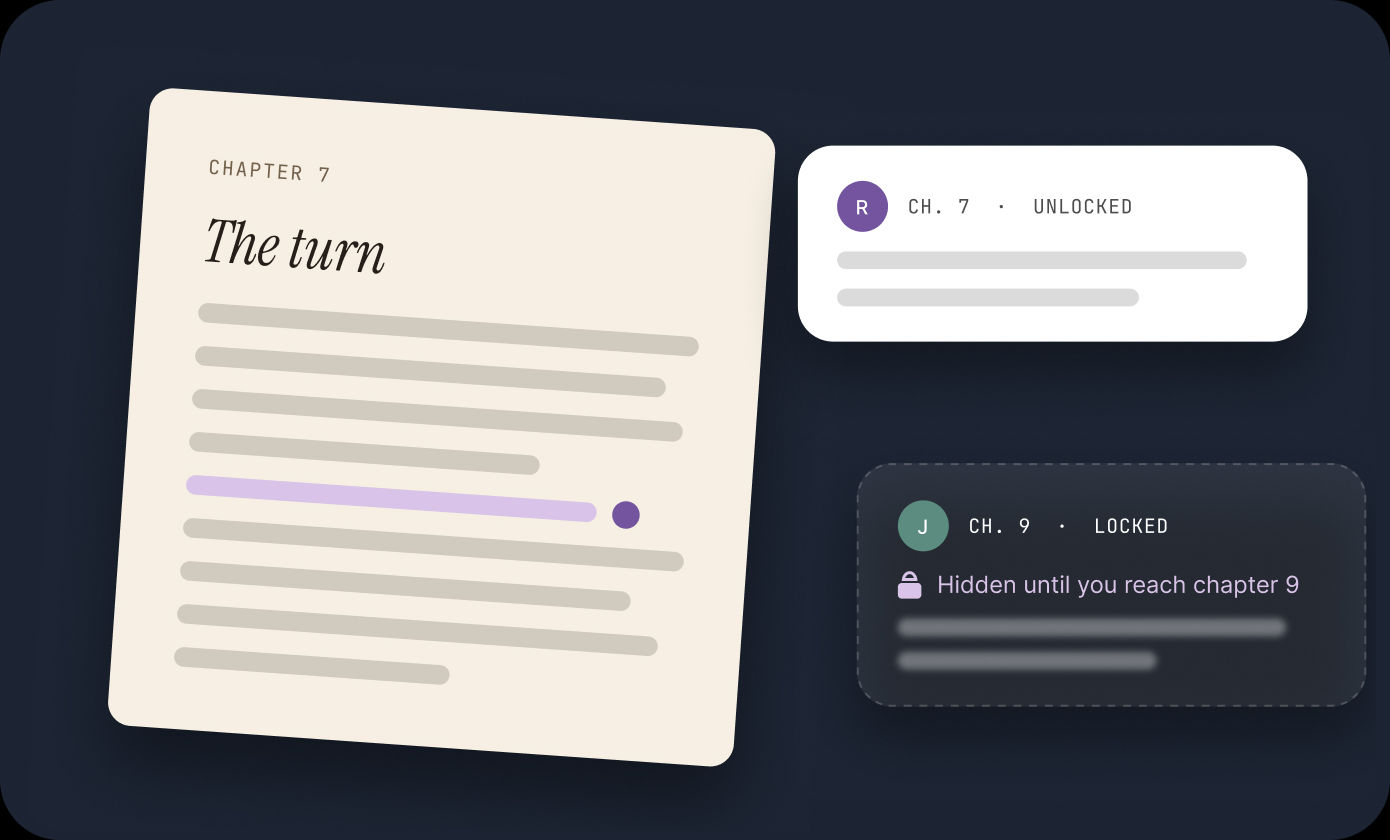 CHAPTER 7
The turn
R
CH. 7 · UNLOCKED
J
CH. 9 · LOCKED
Hidden until you reach chapter 9